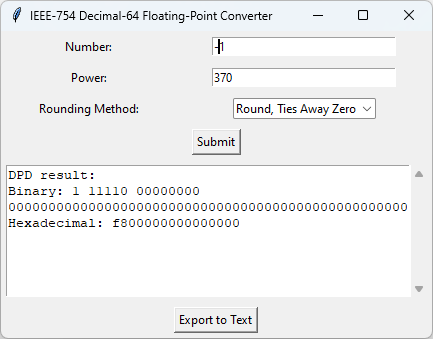 IEEE-754 Decimal-64 Floating-Point Converter
Number:
-1
Power:
370
Rounding Method:
Round, Ties Away Zero
Submit
DPD result:
Binary: 1 11110 00000000
00000000000000000000000000000000000000000000000000
Hexadecimal: f800000000000000
Export to Text